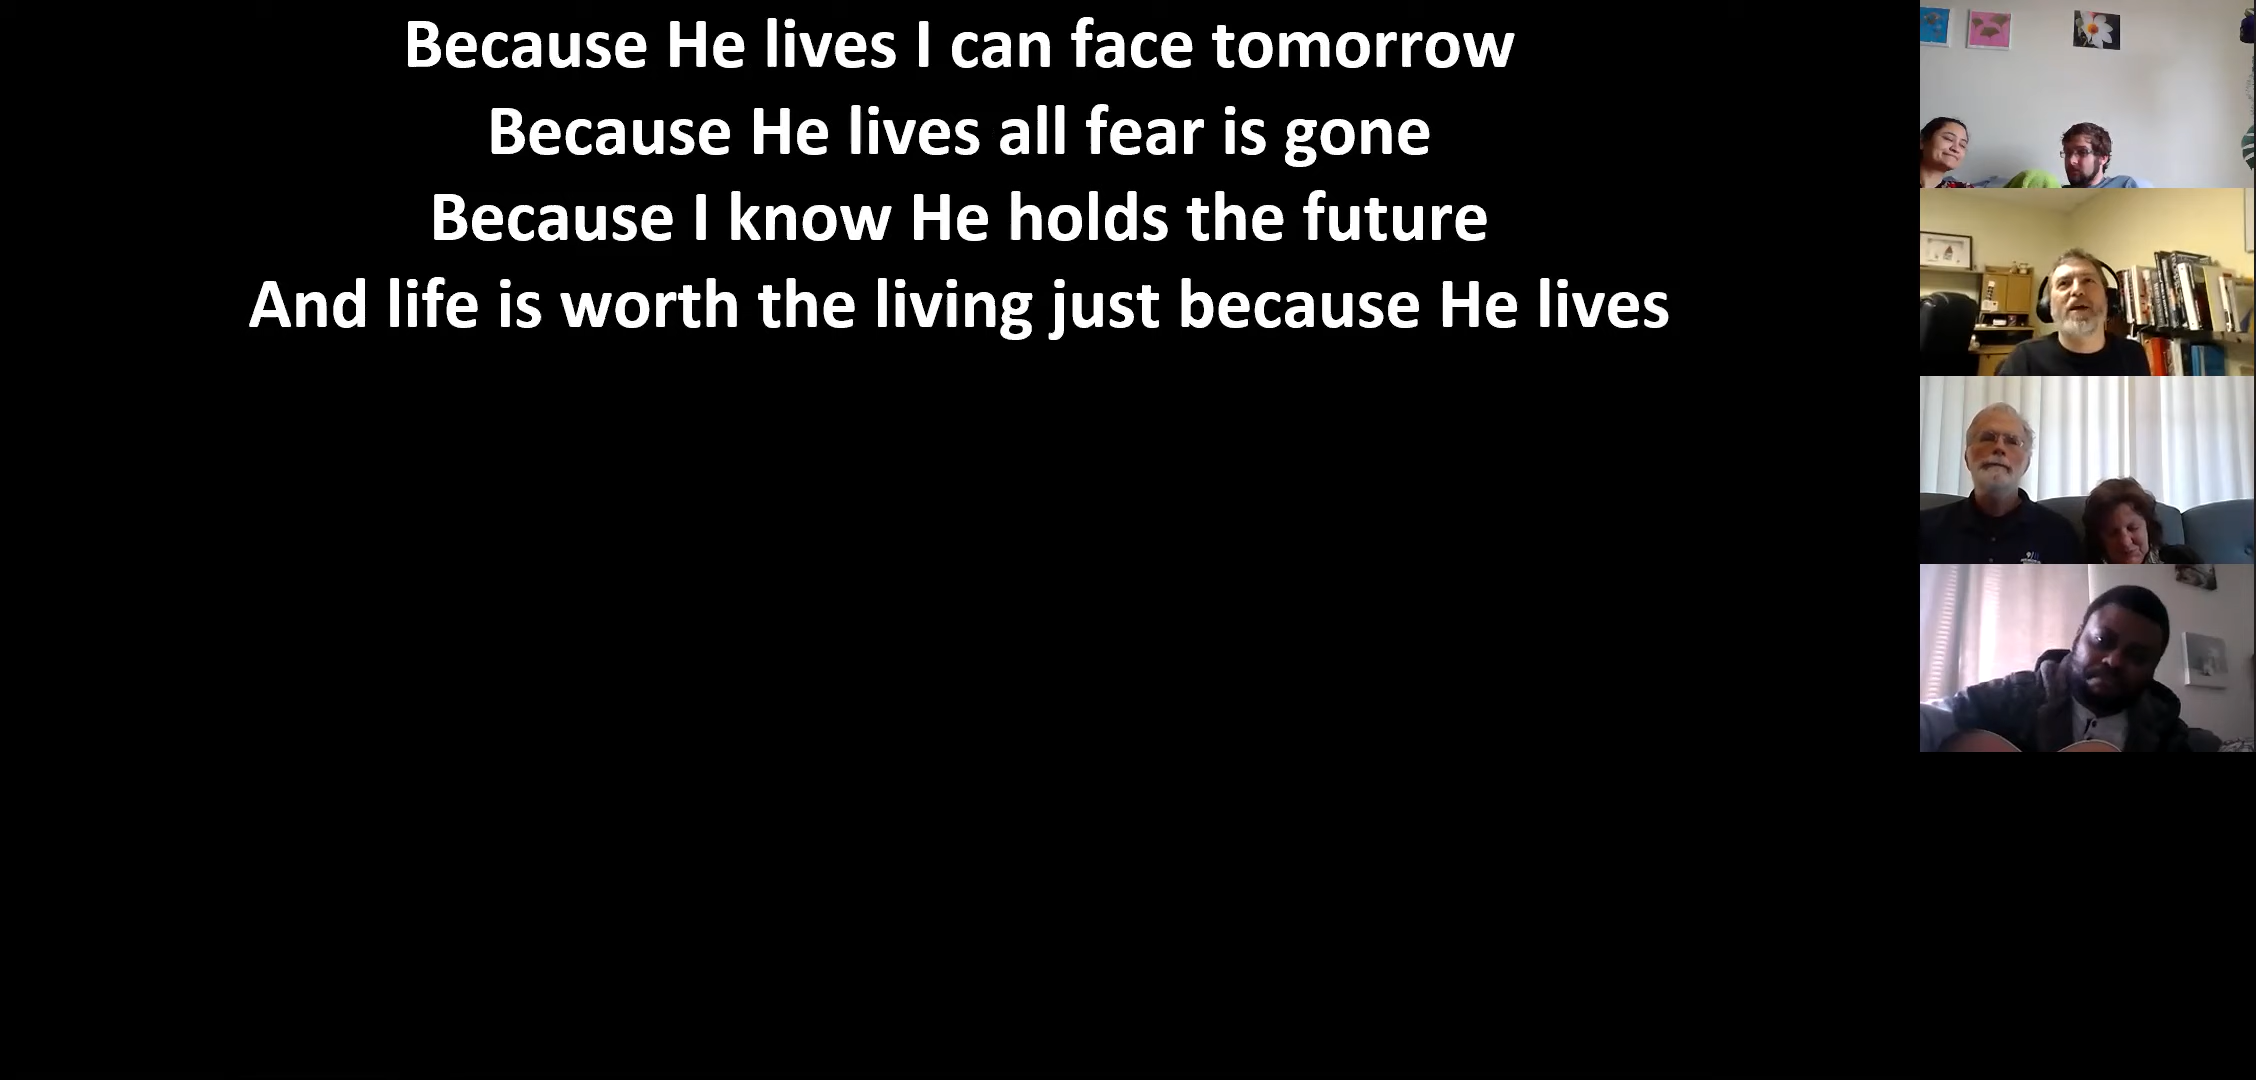 Because He lives I can face tomorrow
Because He lives all fear is gone
Because I know He holds the future
And life is worth the living just because He lives